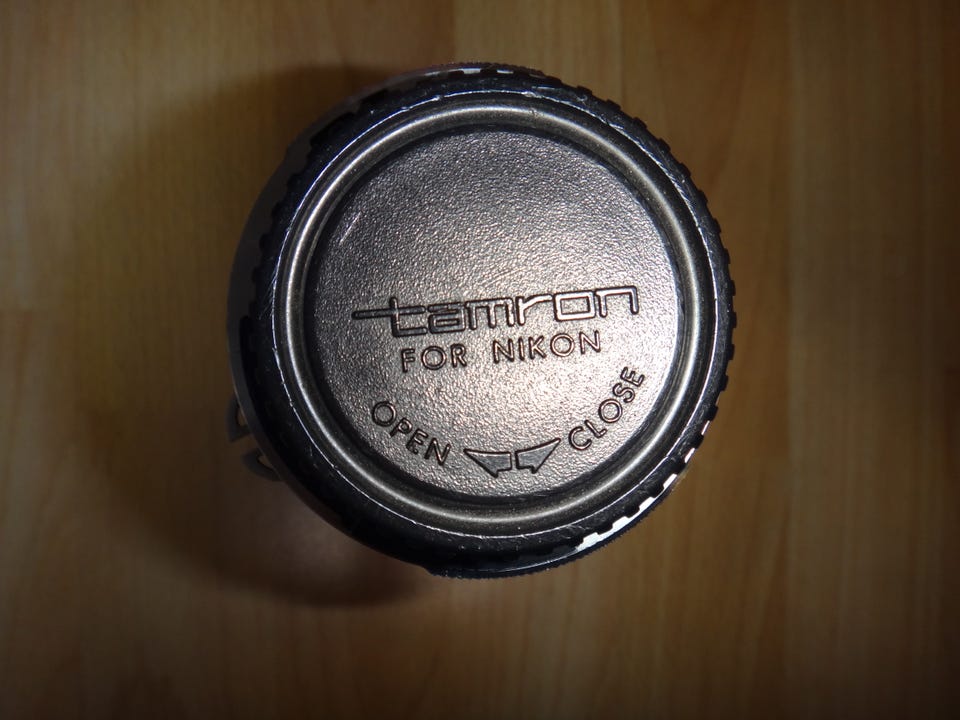 tamron
FOR NIKON
OPEN CLOSE